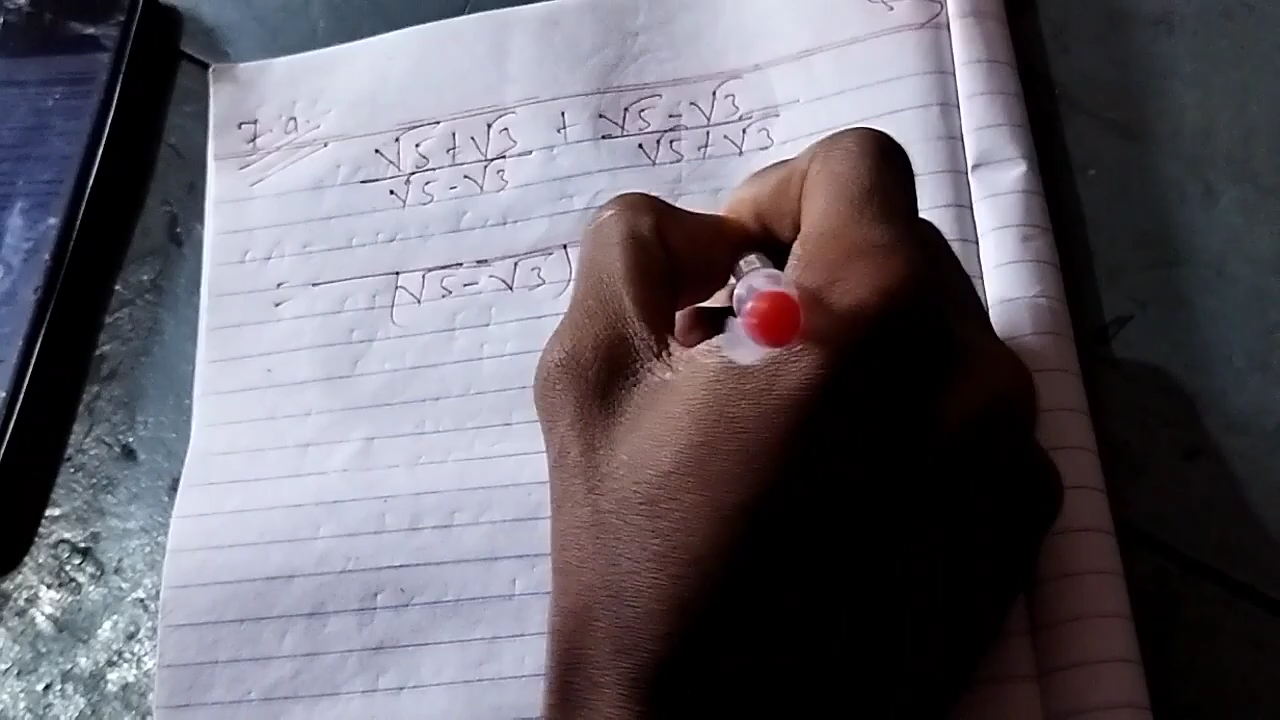 7. a.
√5+√3 + √5-√3
√5-√3 √5+√3
= (√5-√3)